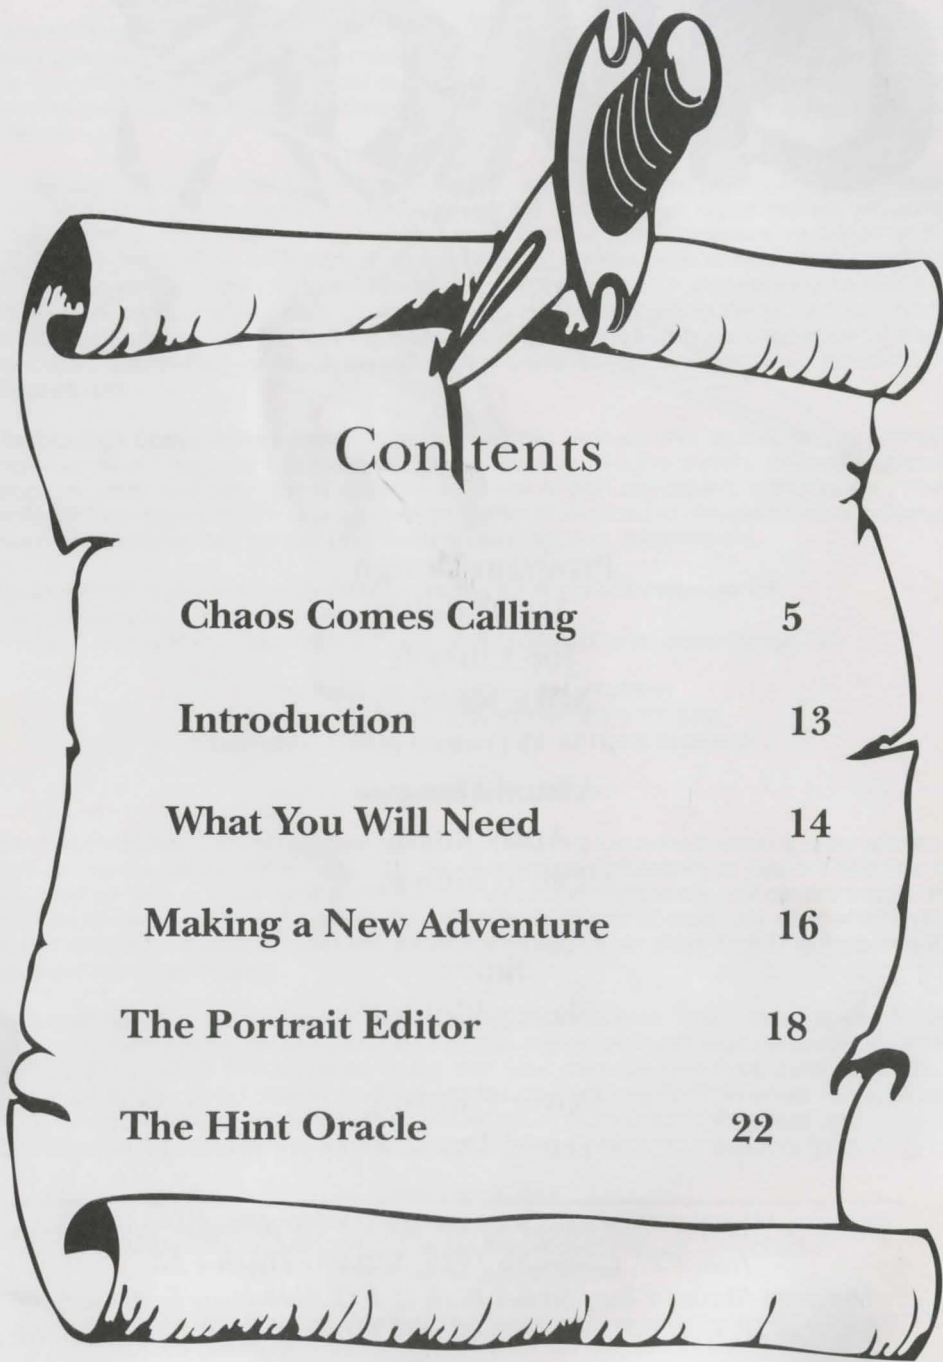 Contents
Chaos Comes Calling 5
Introduction 13
What You Will Need 14
Making a New Adventure 16
The Portrait Editor 18
The Hint Oracle 22